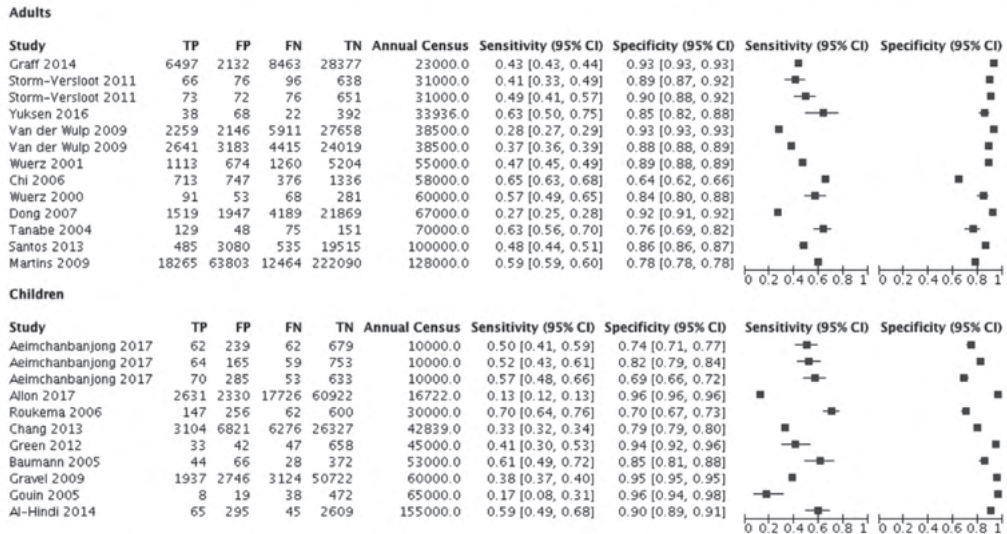 Adults
Study TP FP FN TN Annual Census Sensitivity (95% CI) Specificity (95% CI) Sensitivity (95% CI) Specificity (95% CI)
Graff 2014 6497 2132 8463 28377 23000.0 0.43 [0.43, 0.44] 0.93 [0.93, 0.93]
Storm-Versloot 2011 66 76 96 638 31000.0 0.41 [0.33, 0.49] 0.89 [0.87, 0.92]
Storm-Versloot 2011 73 72 76 651 31000.0 0.49 [0.41, 0.57] 0.90 [0.88, 0.92]
Yuksen 2016 38 68 22 392 33936.0 0.63 [0.50, 0.75] 0.85 [0.82, 0.88]
Van der Wulp 2009 2259 2146 5911 27658 38500.0 0.28 [0.27, 0.29] 0.93 [0.93, 0.93]
Van der Wulp 2009 2641 3183 4415 24019 38500.0 0.37 [0.36, 0.39] 0.88 [0.88, 0.89]
Wuerz 2001 1113 674 1260 5204 55000.0 0.47 [0.45, 0.49] 0.89 [0.88, 0.89]
Chi 2006 713 747 376 1336 58000.0 0.65 [0.63, 0.68] 0.64 [0.62, 0.66]
Wuerz 2000 91 53 68 281 60000.0 0.57 [0.49, 0.65] 0.84 [0.80, 0.88]
Dong 2007 1519 1947 4189 21869 67000.0 0.27 [0.25, 0.28] 0.92 [0.91, 0.92]
Tanabe 2004 129 48 75 151 70000.0 0.63 [0.56, 0.70] 0.76 [0.69, 0.82]
Santos 2013 485 3080 535 19515 100000.0 0.48 [0.44, 0.51] 0.86 [0.86, 0.87]
Martins 2009 18265 63803 12464 222090 128000.0 0.59 [0.59, 0.60] 0.78 [0.78, 0.78]
0 0.2 0.4 0.6 0.8 1 0 0.2 0.4 0.6 0.8 1
Children
Study TP FP FN TN Annual Census Sensitivity (95% CI) Specificity (95% CI) Sensitivity (95% CI) Specificity (95% CI)
Aeimchanbanjong 2017 62 239 62 679 10000.0 0.50 [0.41, 0.59] 0.74 [0.71, 0.77]
Aeimchanbanjong 2017 64 165 59 753 10000.0 0.52 [0.43, 0.61] 0.82 [0.79, 0.84]
Aeimchanbanjong 2017 70 285 53 633 10000.0 0.57 [0.48, 0.66] 0.69 [0.66, 0.72]
Allon 2017 2631 2330 17726 60922 16722.0 0.13 [0.12, 0.13] 0.96 [0.96, 0.96]
Roukema 2006 147 256 62 600 30000.0 0.70 [0.64, 0.76] 0.70 [0.67, 0.73]
Chang 2013 3104 6821 6276 26327 42839.0 0.33 [0.32, 0.34] 0.79 [0.79, 0.80]
Green 2012 33 42 47 658 45000.0 0.41 [0.30, 0.53] 0.94 [0.92, 0.96]
Baumann 2005 44 66 28 372 53000.0 0.61 [0.49, 0.72] 0.85 [0.81, 0.88]
Gravel 2009 1937 2746 3124 50722 60000.0 0.38 [0.37, 0.40] 0.95 [0.95, 0.95]
Gouin 2005 8 19 38 472 65000.0 0.17 [0.08, 0.31] 0.96 [0.94, 0.98]
Al-Hindi 2014 65 295 45 2609 155000.0 0.59 [0.49, 0.68] 0.90 [0.89, 0.91]
0 0.2 0.4 0.6 0.8 1 0 0.2 0.4 0.6 0.8 1